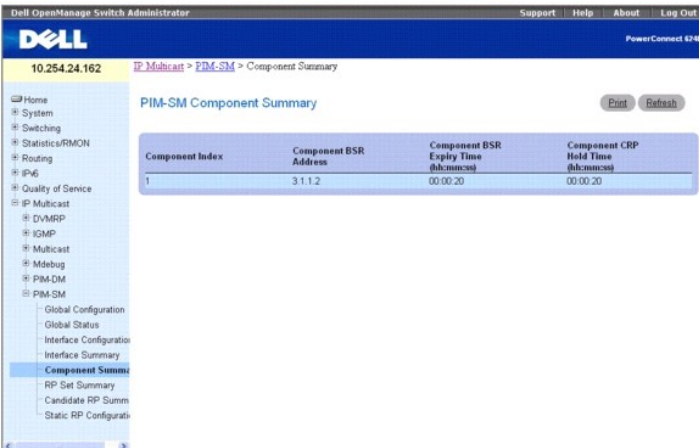 Dell OpenManage Switch Administrator
Support Help About Log Out
DELL
PowerConnect
10.254.24.162
IP Multicast > PIM-SM > Component Summary
Home
System
Switching
Statistics/RMON
Routing
IPv6
Quality of Service
IP Multicast
DVMRP
IGMP
Multicast
Mdebug
PIM-DM
PIM-SM
Global Configuration
Global Status
Interface Configuration
Interface Summary
Component Summa
RP Set Summary
Candidate RP Summ
Static RP Configurati
PIM-SM Component Summary
Print Refresh
Component Index
Component BSR
Address
Component BSR
Expiry Time
(hh:mm:ss)
Component CRP
Hold Time
(hh:mm:ss)
1 3.1.1.2 00:00:20 00:00:20